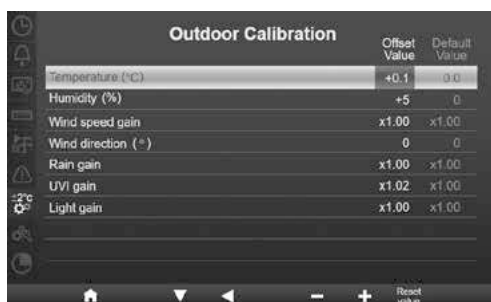 Outdoor Calibration
Offset Value
Default Value
Temperature (°C) +0.1 0.0
Humidity (%) +5 0
Wind speed gain x1.00 x1.00
Wind direction (°) 0 0
Rain gain x1.00 x1.00
UVI gain x1.02 x1.00
Light gain x1.00 x1.00
±2°C
− + Reset value